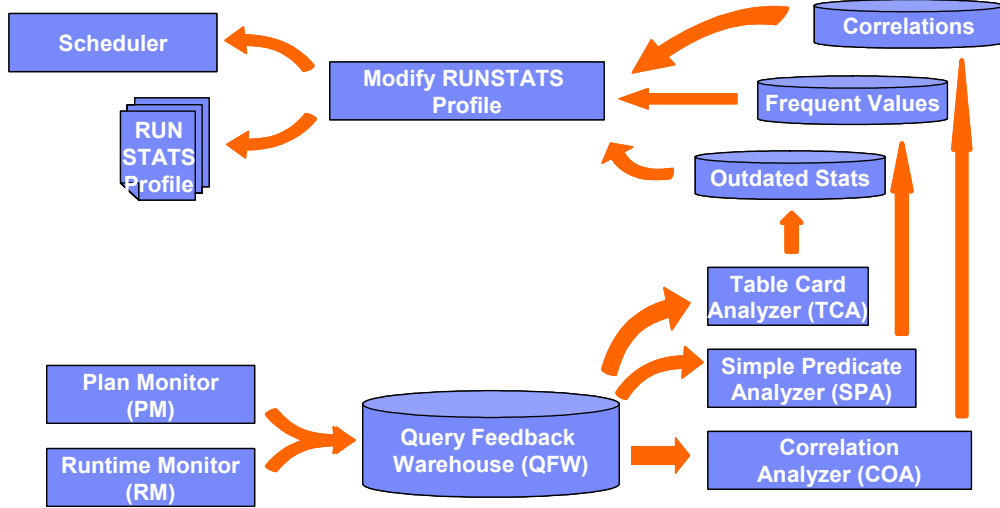 Scheduler
Correlations
Modify RUNSTATS
Profile
Frequent Values
RUN
STATS
Profile
Outdated Stats
Table Card
Analyzer (TCA)
Simple Predicate
Analyzer (SPA)
Plan Monitor
(PM)
Query Feedback
Warehouse (QFW)
Runtime Monitor
(RM)
Correlation
Analyzer (COA)